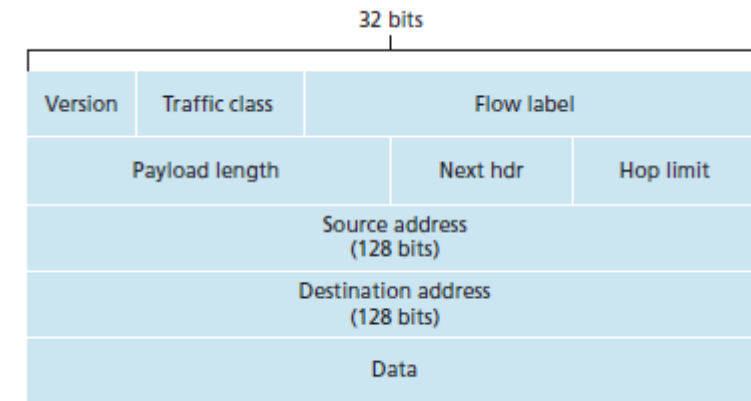 32 bits
Version Traffic class Flow label
Payload length Next hdr Hop limit
Source address
(128 bits)
Destination address
(128 bits)
Data